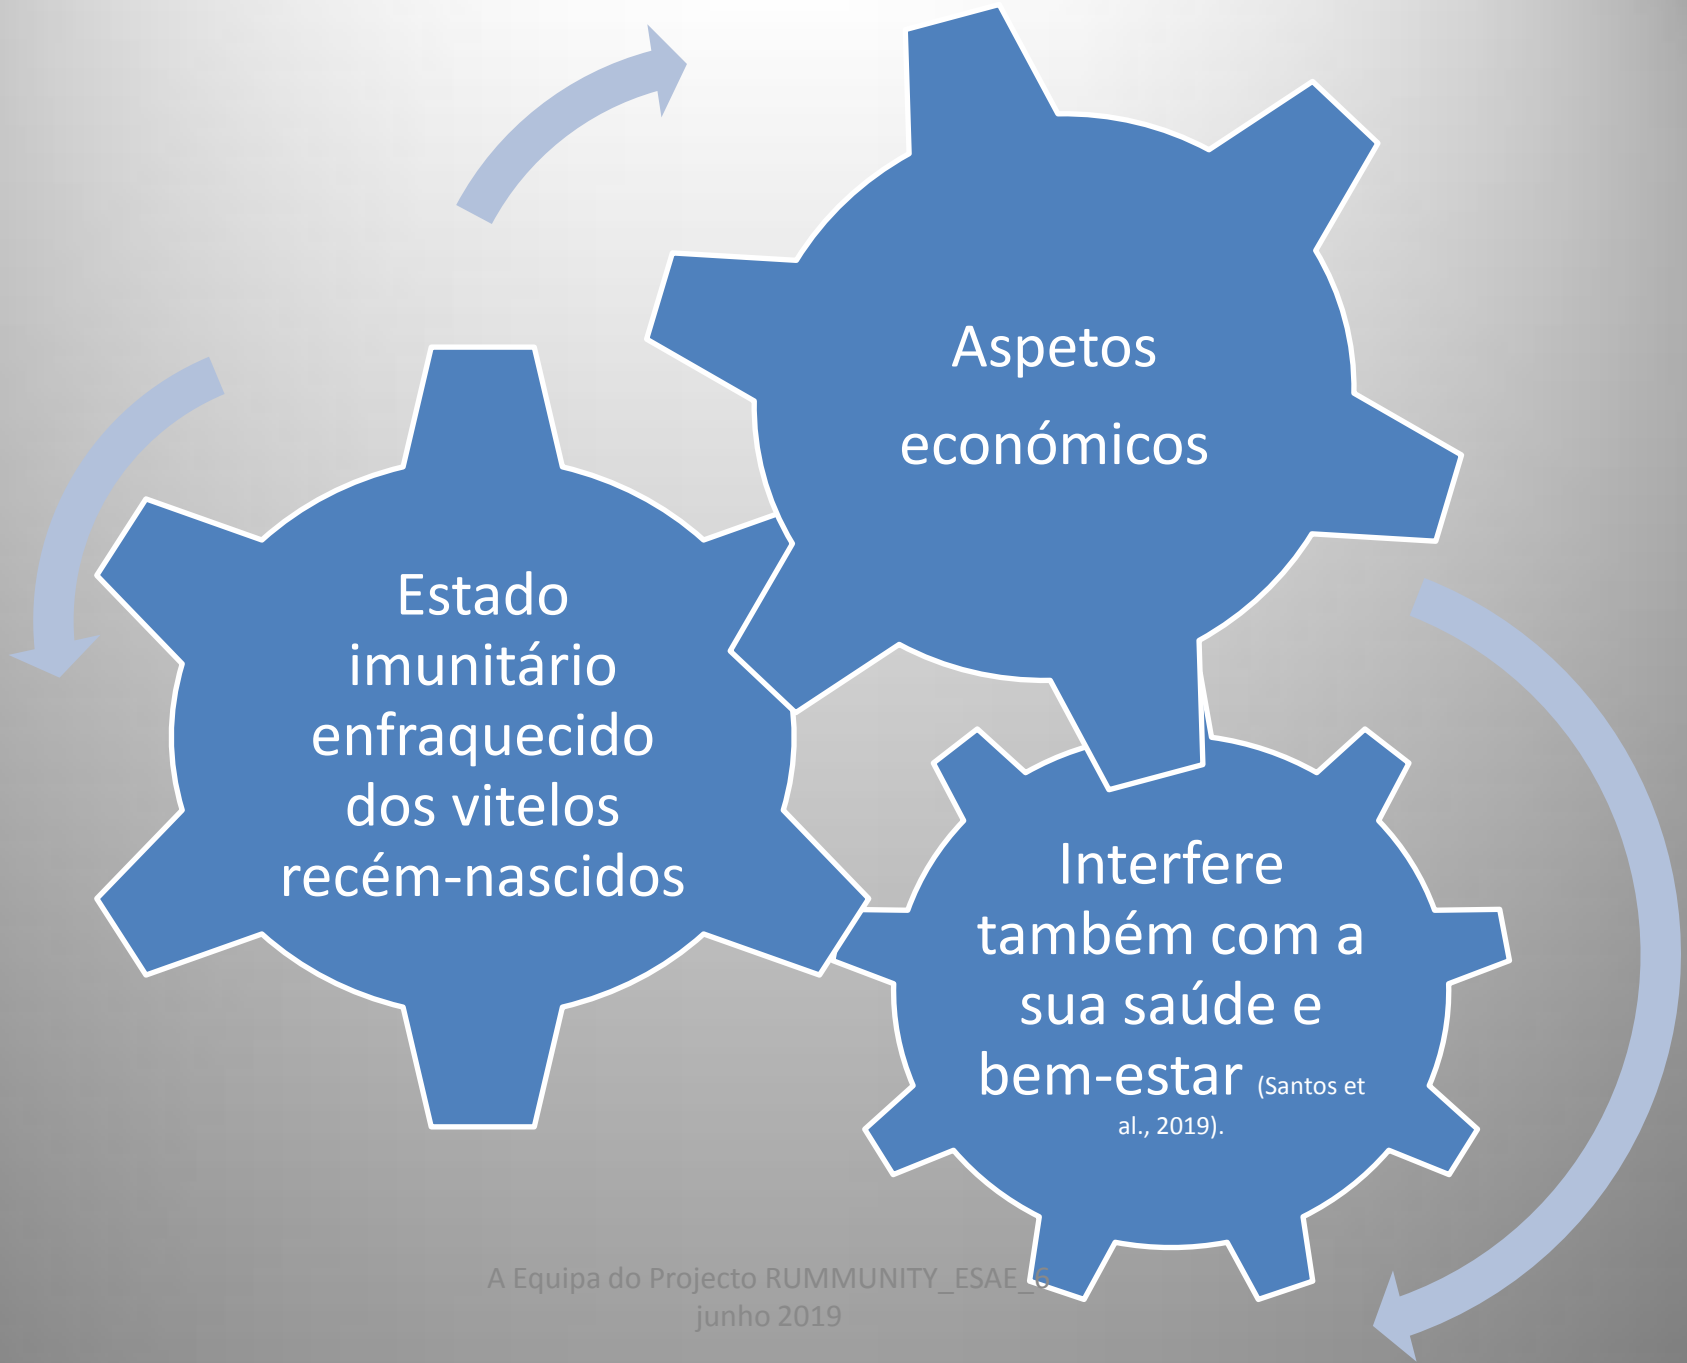 Aspetos
económicos
Estado
imunitário
enfraquecido
dos vitelos
recém-nascidos
Interfere
também com a
sua saúde e
bem-estar (Santos et
al., 2019).
A Equipa do Projecto RUMMUNITY_ESAE_6
junho 2019